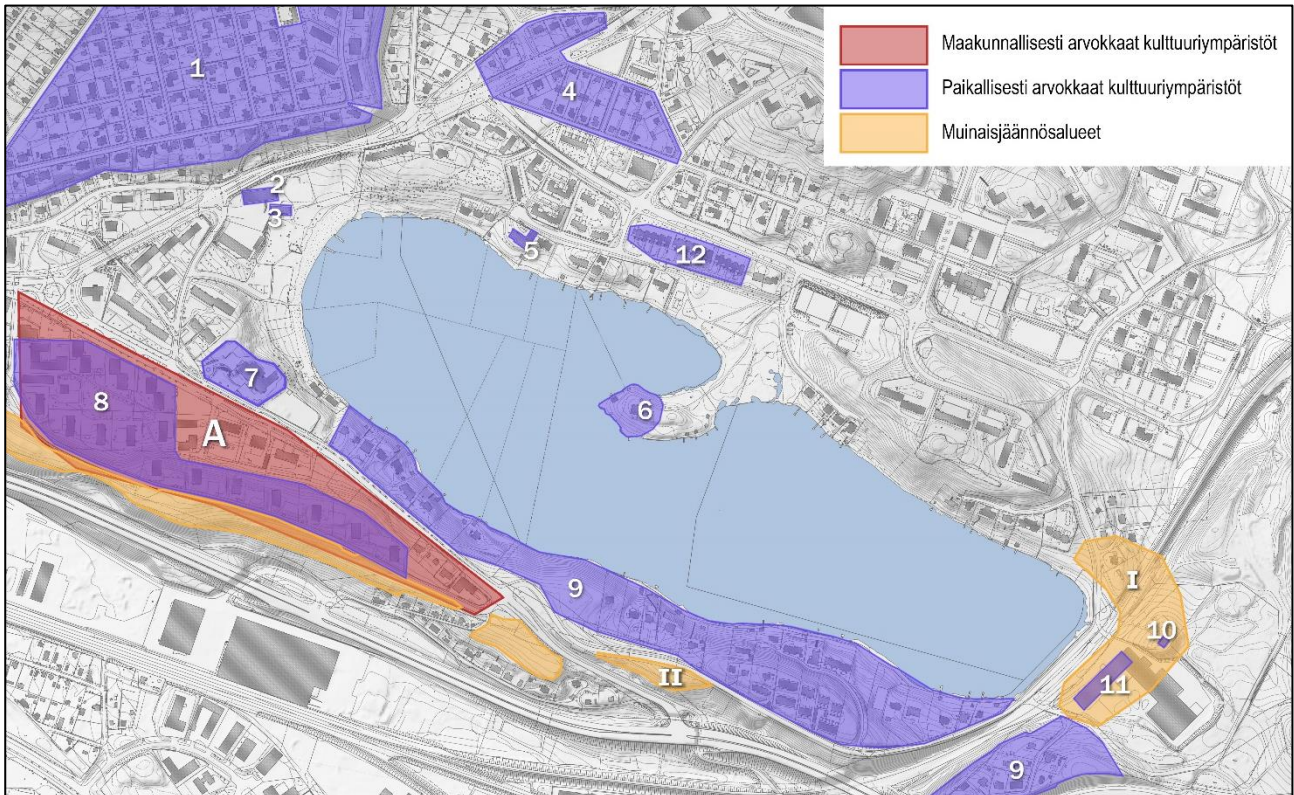 Maakunnallisesti arvokkaat kulttuuriympäristöt
Paikallisesti arvokkaat kulttuuriympäristöt
Muinaisjäännösalueet
1
4
2
3
5
12
7
6
8
A
9
I
10
11
II
9